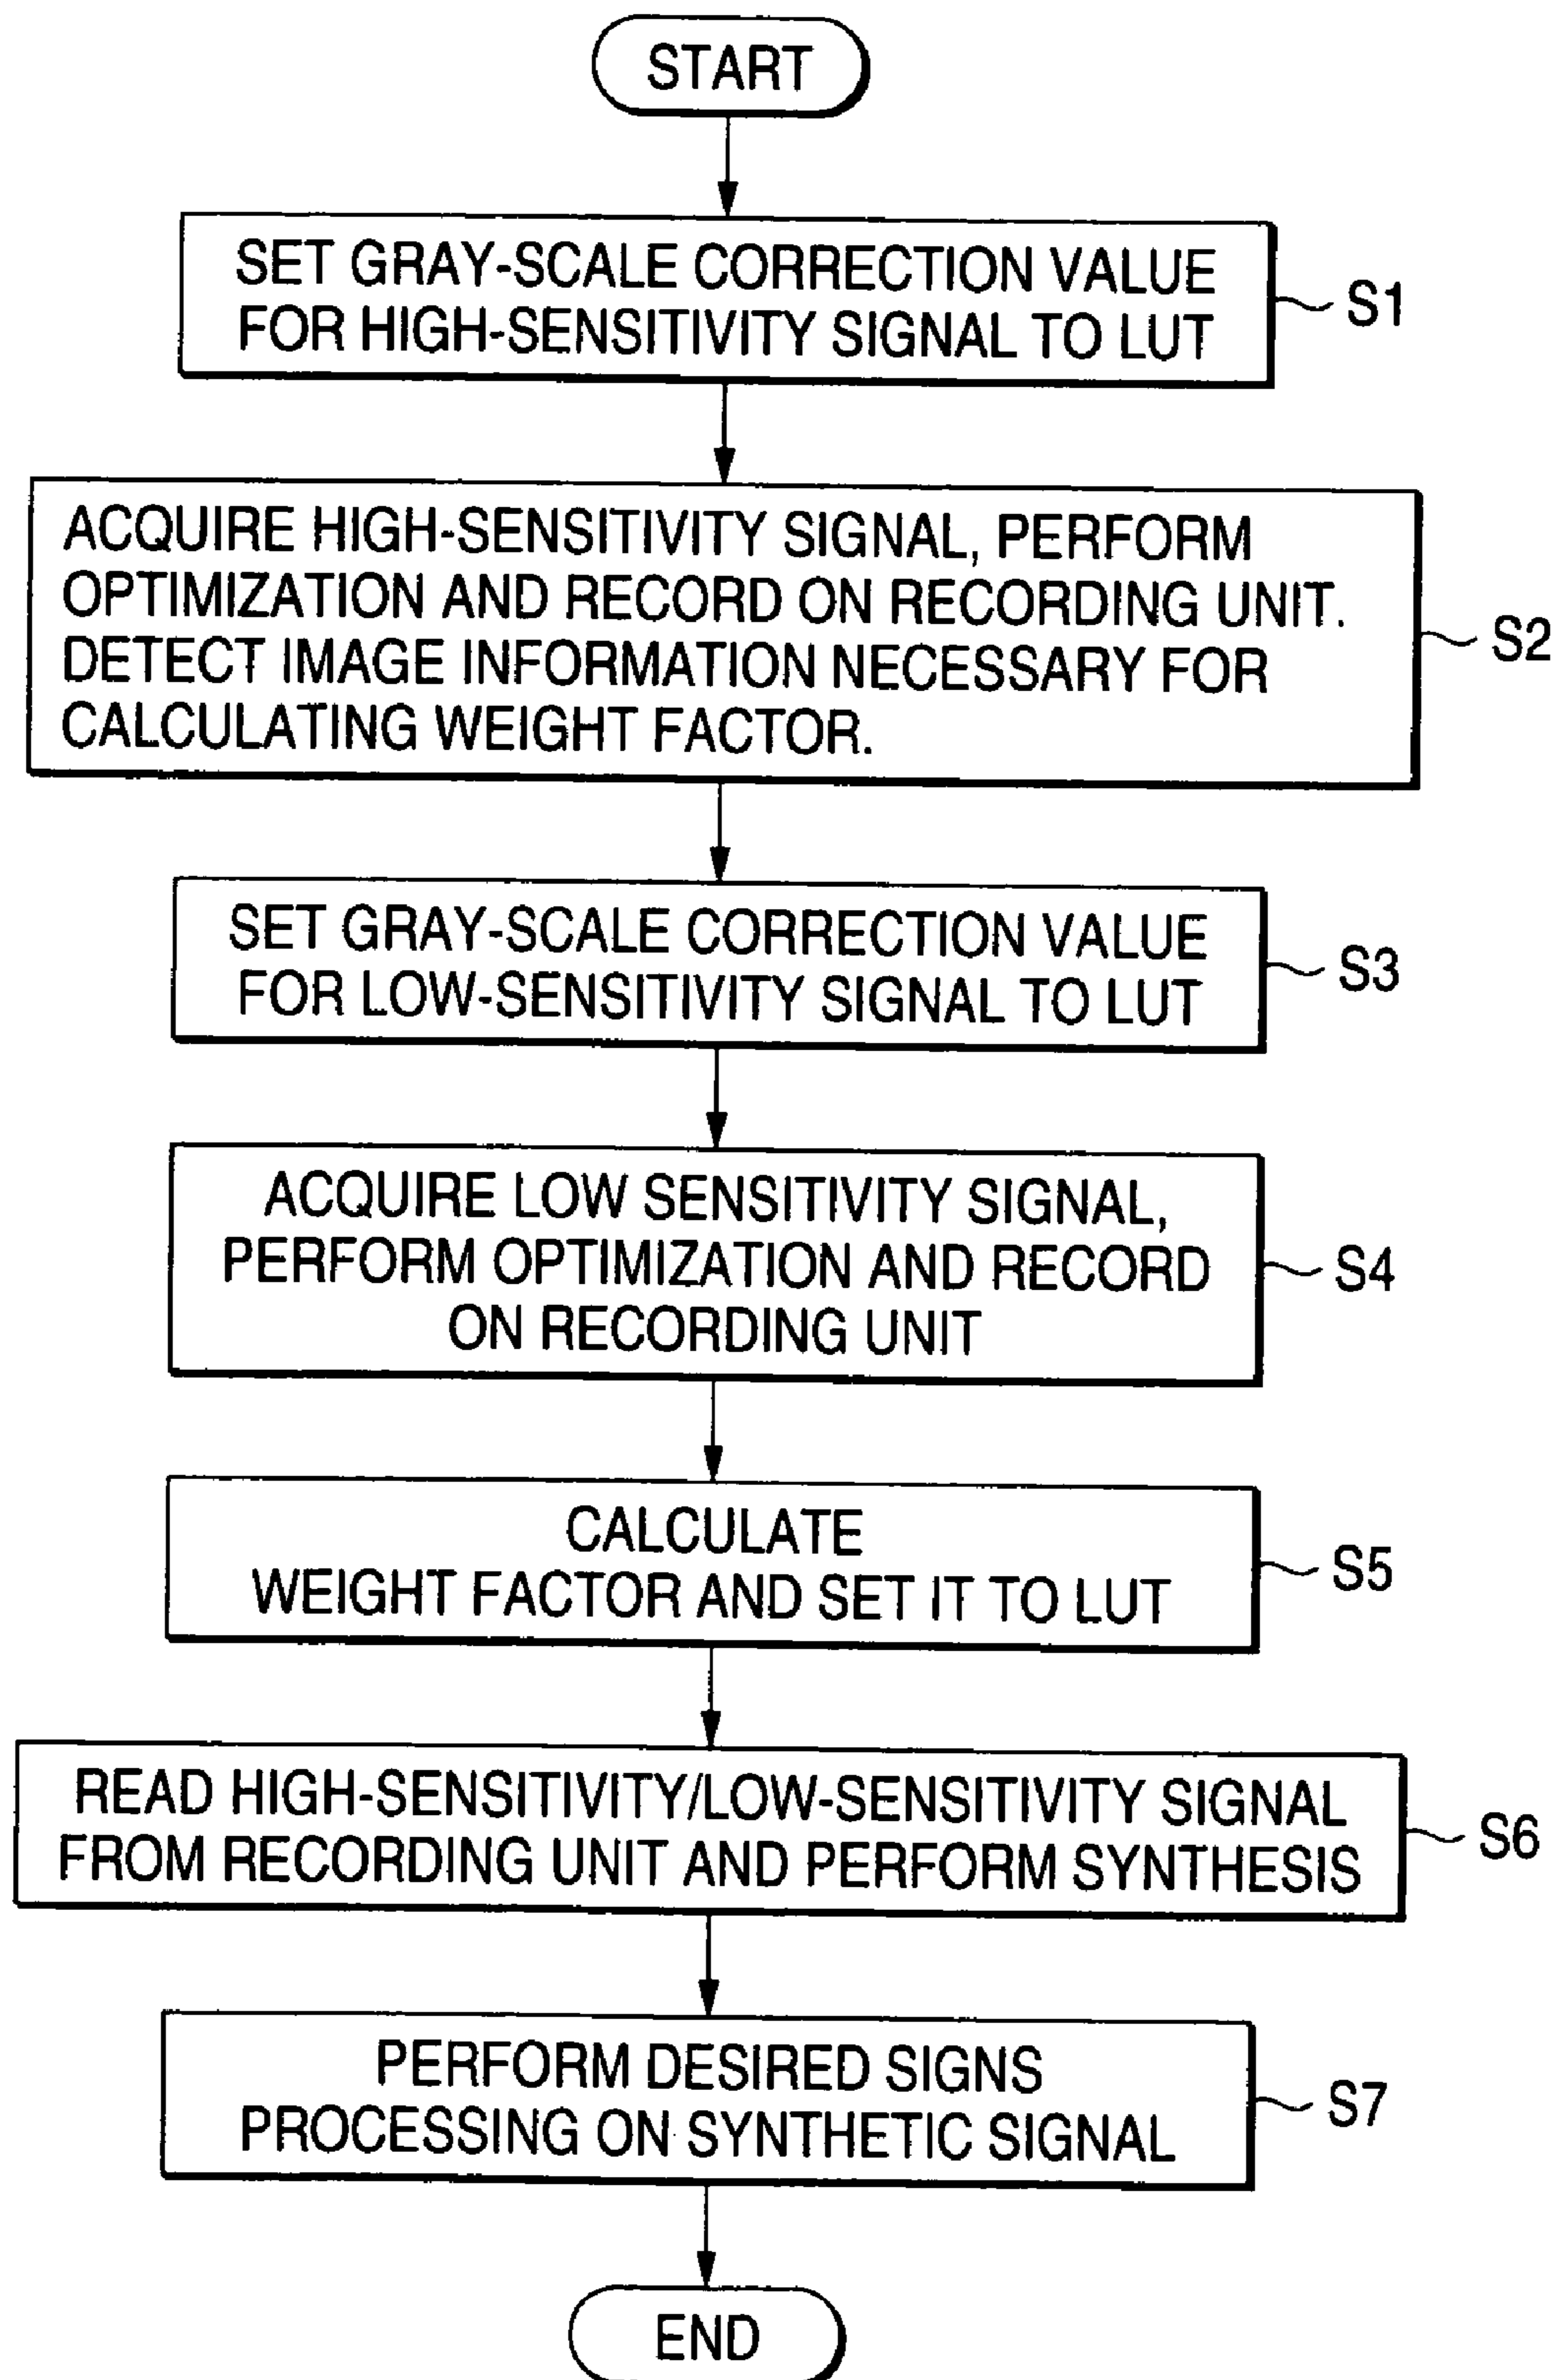 START
SET GRAY-SCALE CORRECTION VALUE
FOR HIGH-SENSITIVITY SIGNAL TO LUT
S1
ACQUIRE HIGH-SENSITIVITY SIGNAL, PERFORM
OPTIMIZATION AND RECORD ON RECORDING UNIT.
DETECT IMAGE INFORMATION NECESSARY FOR
CALCULATING WEIGHT FACTOR.
S2
SET GRAY-SCALE CORRECTION VALUE
FOR LOW-SENSITIVITY SIGNAL TO LUT
S3
ACQUIRE LOW SENSITIVITY SIGNAL,
PERFORM OPTIMIZATION AND RECORD
ON RECORDING UNIT
S4
CALCULATE
WEIGHT FACTOR AND SET IT TO LUT
S5
READ HIGH-SENSITIVITY/LOW-SENSITIVITY SIGNAL
FROM RECORDING UNIT AND PERFORM SYNTHESIS
S6
PERFORM DESIRED SIGNS
PROCESSING ON SYNTHETIC SIGNAL
S7
END